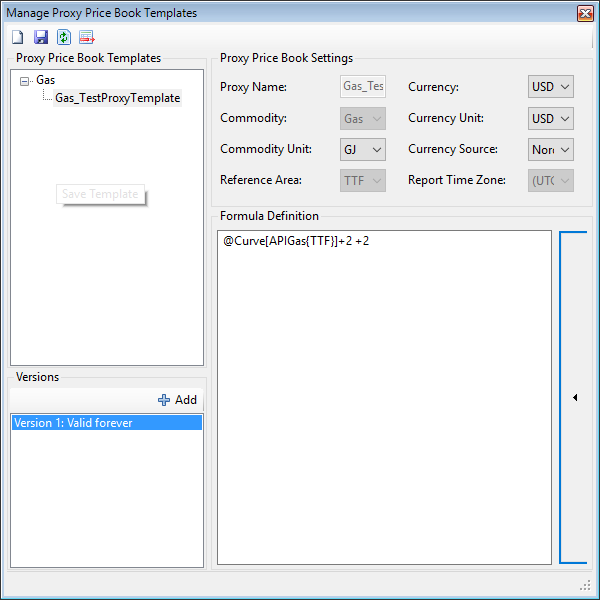 Manage Proxy Price Book Templates
Proxy Price Book Templates
Gas
Gas_TestProxyTemplate
Save Template
Versions
Add
Version 1: Valid forever
Proxy Price Book Settings
Proxy Name: Gas_Tes Currency: USD
Commodity: Gas Currency Unit: USD
Commodity Unit: GJ Currency Source: Nor
Reference Area: TTF Report Time Zone: (UTC
Formula Definition
@Curve[APIGas{TTF}]+2 +2